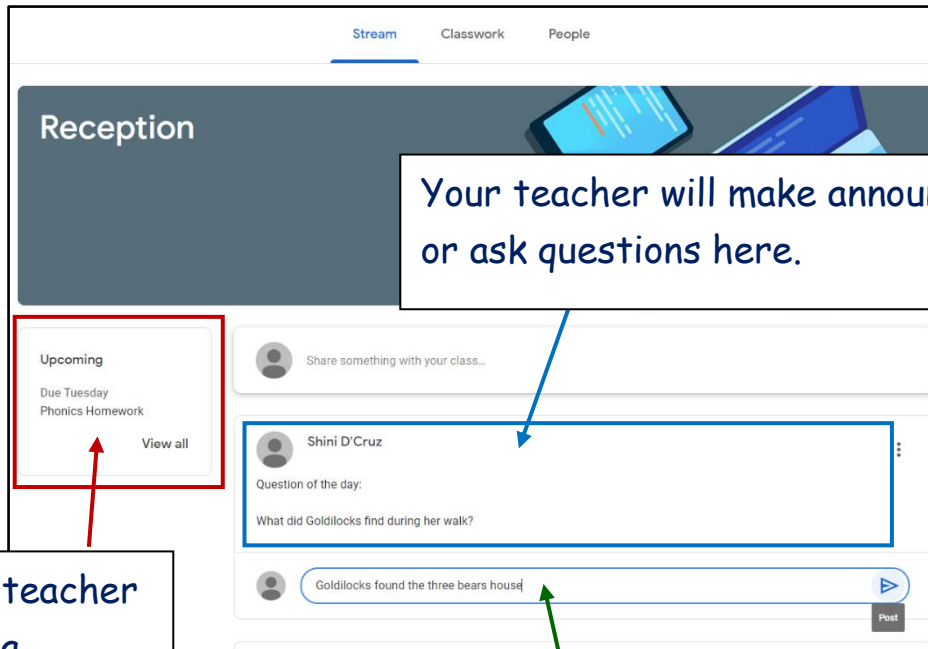 Stream Classwork People
Reception
Your teacher will make
or ask questions here.
Upcoming
Due Tuesday
Phonics Homework
View all
Share something with your class...
Shini D'Cruz
Question of the day:
What did Goldilocks find during her walk?
Goldilocks found the three bears house
Post
teacher